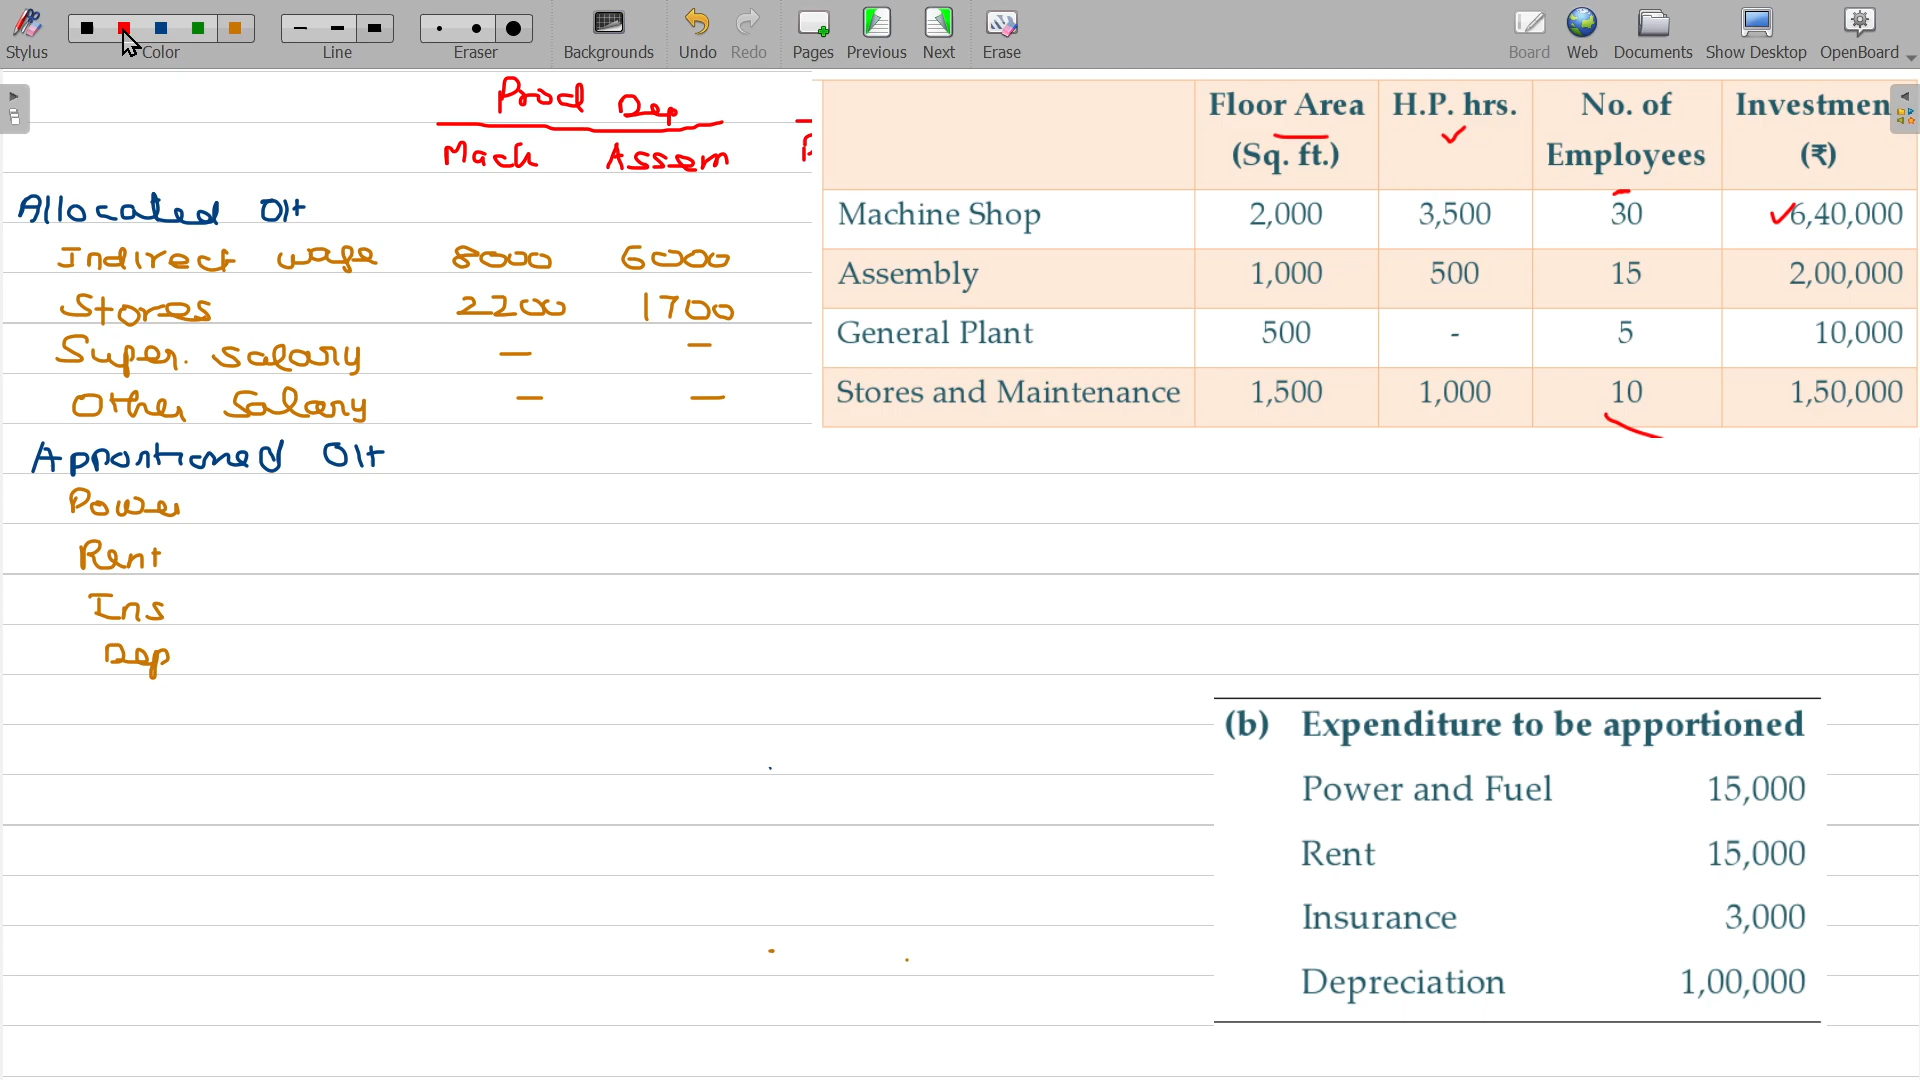 Stylus Color Line Eraser Backgrounds Undo Redo Pages Previous Next Erase Board Web Documents Show Desktop OpenBoard
Prod Dep
Mach Assem
Allocated OH
Indirect wage 8000 6000
Stores 2200 1700
Super. Salary — —
Other Salary — —
Apportioned OH
Power
Rent
Ins
Dep
Floor Area (Sq. ft.) H.P. hrs. No. of Employees Investmen (₹)
Machine Shop 2,000 3,500 30 6,40,000
Assembly 1,000 500 15 2,00,000
General Plant 500 - 5 10,000
Stores and Maintenance 1,500 1,000 10 1,50,000
(b) Expenditure to be apportioned
Power and Fuel 15,000
Rent 15,000
Insurance 3,000
Depreciation 1,00,000